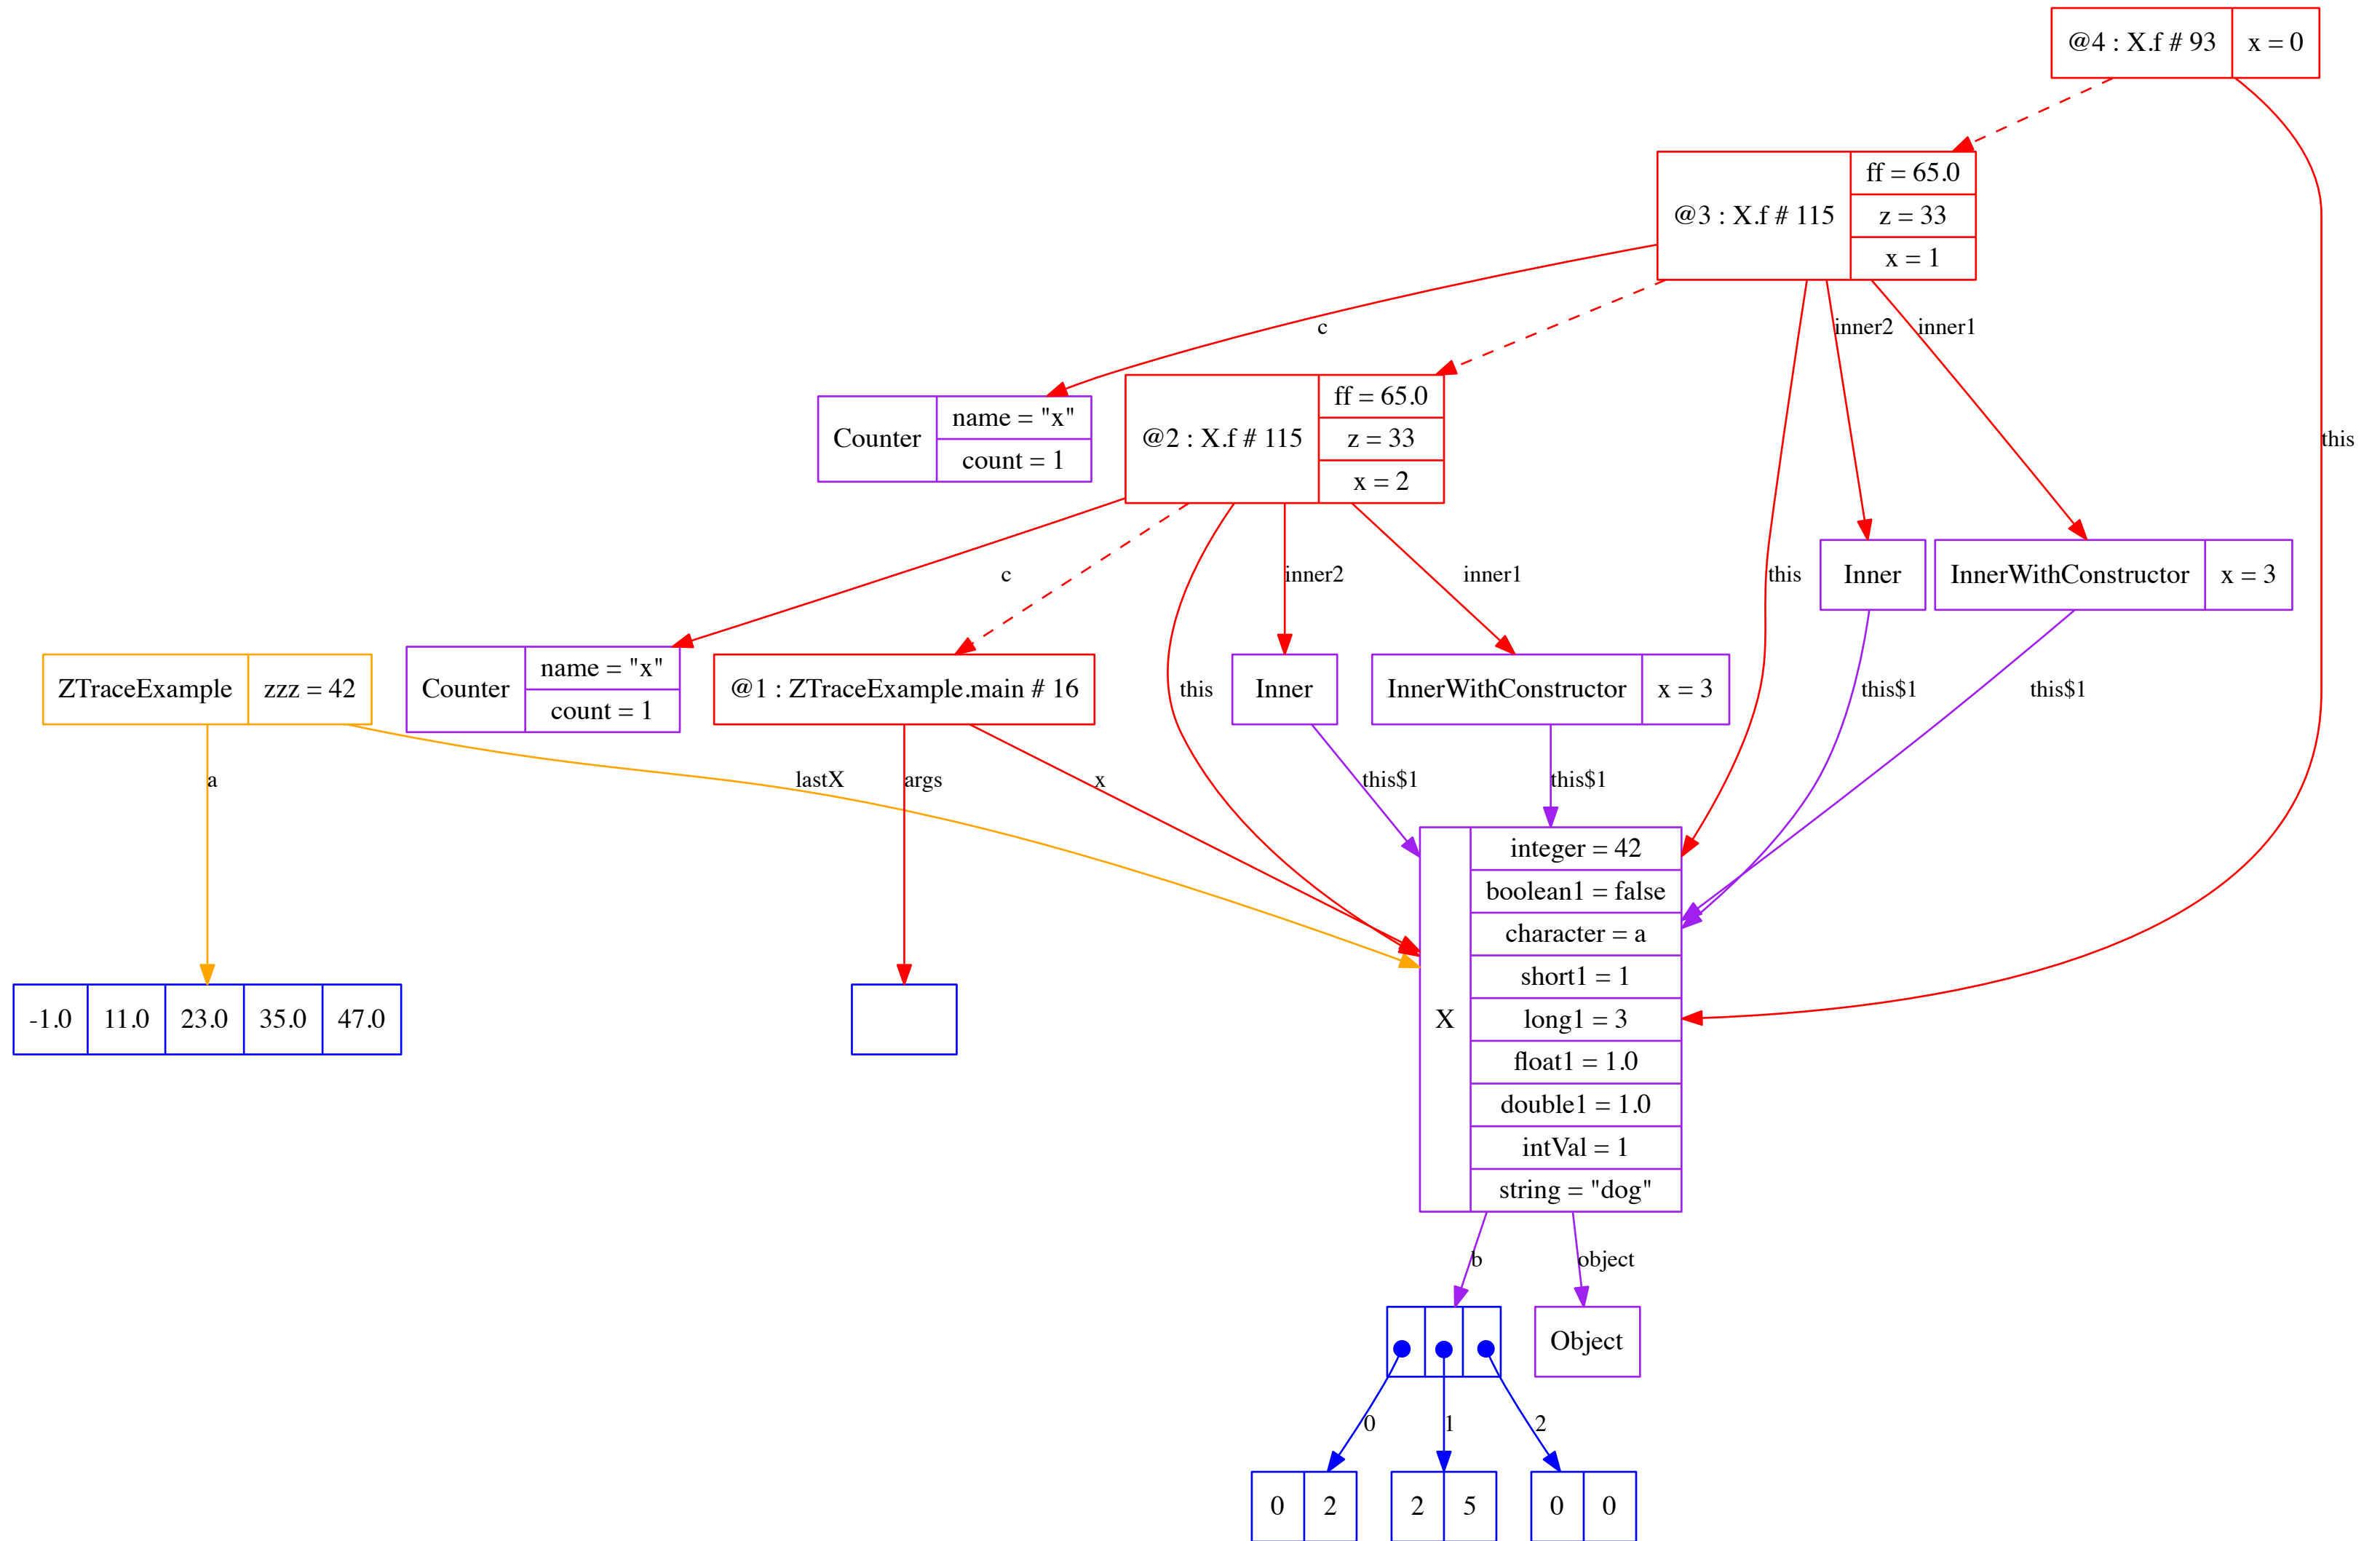 @4 : X.f # 93
x = 0
@3 : X.f # 115
ff = 65.0
z = 33
x = 1
c
inner2
inner1
this
Counter
name = "x"
count = 1
@2 : X.f # 115
ff = 65.0
z = 33
x = 2
c
inner2
inner1
this
this
Inner
InnerWithConstructor
x = 3
ZTraceExample
zzz = 42
Counter
name = "x"
count = 1
@1 : ZTraceExample.main # 16
Inner
InnerWithConstructor
x = 3
this$1
this$1
a
lastX
args
x
this$1
this$1
X
integer = 42
boolean1 = false
character = a
short1 = 1
long1 = 3
float1 = 1.0
double1 = 1.0
intVal = 1
string = "dog"
-1.0
11.0
23.0
35.0
47.0
b
object
Object
0
1
2
0
2
2
5
0
0